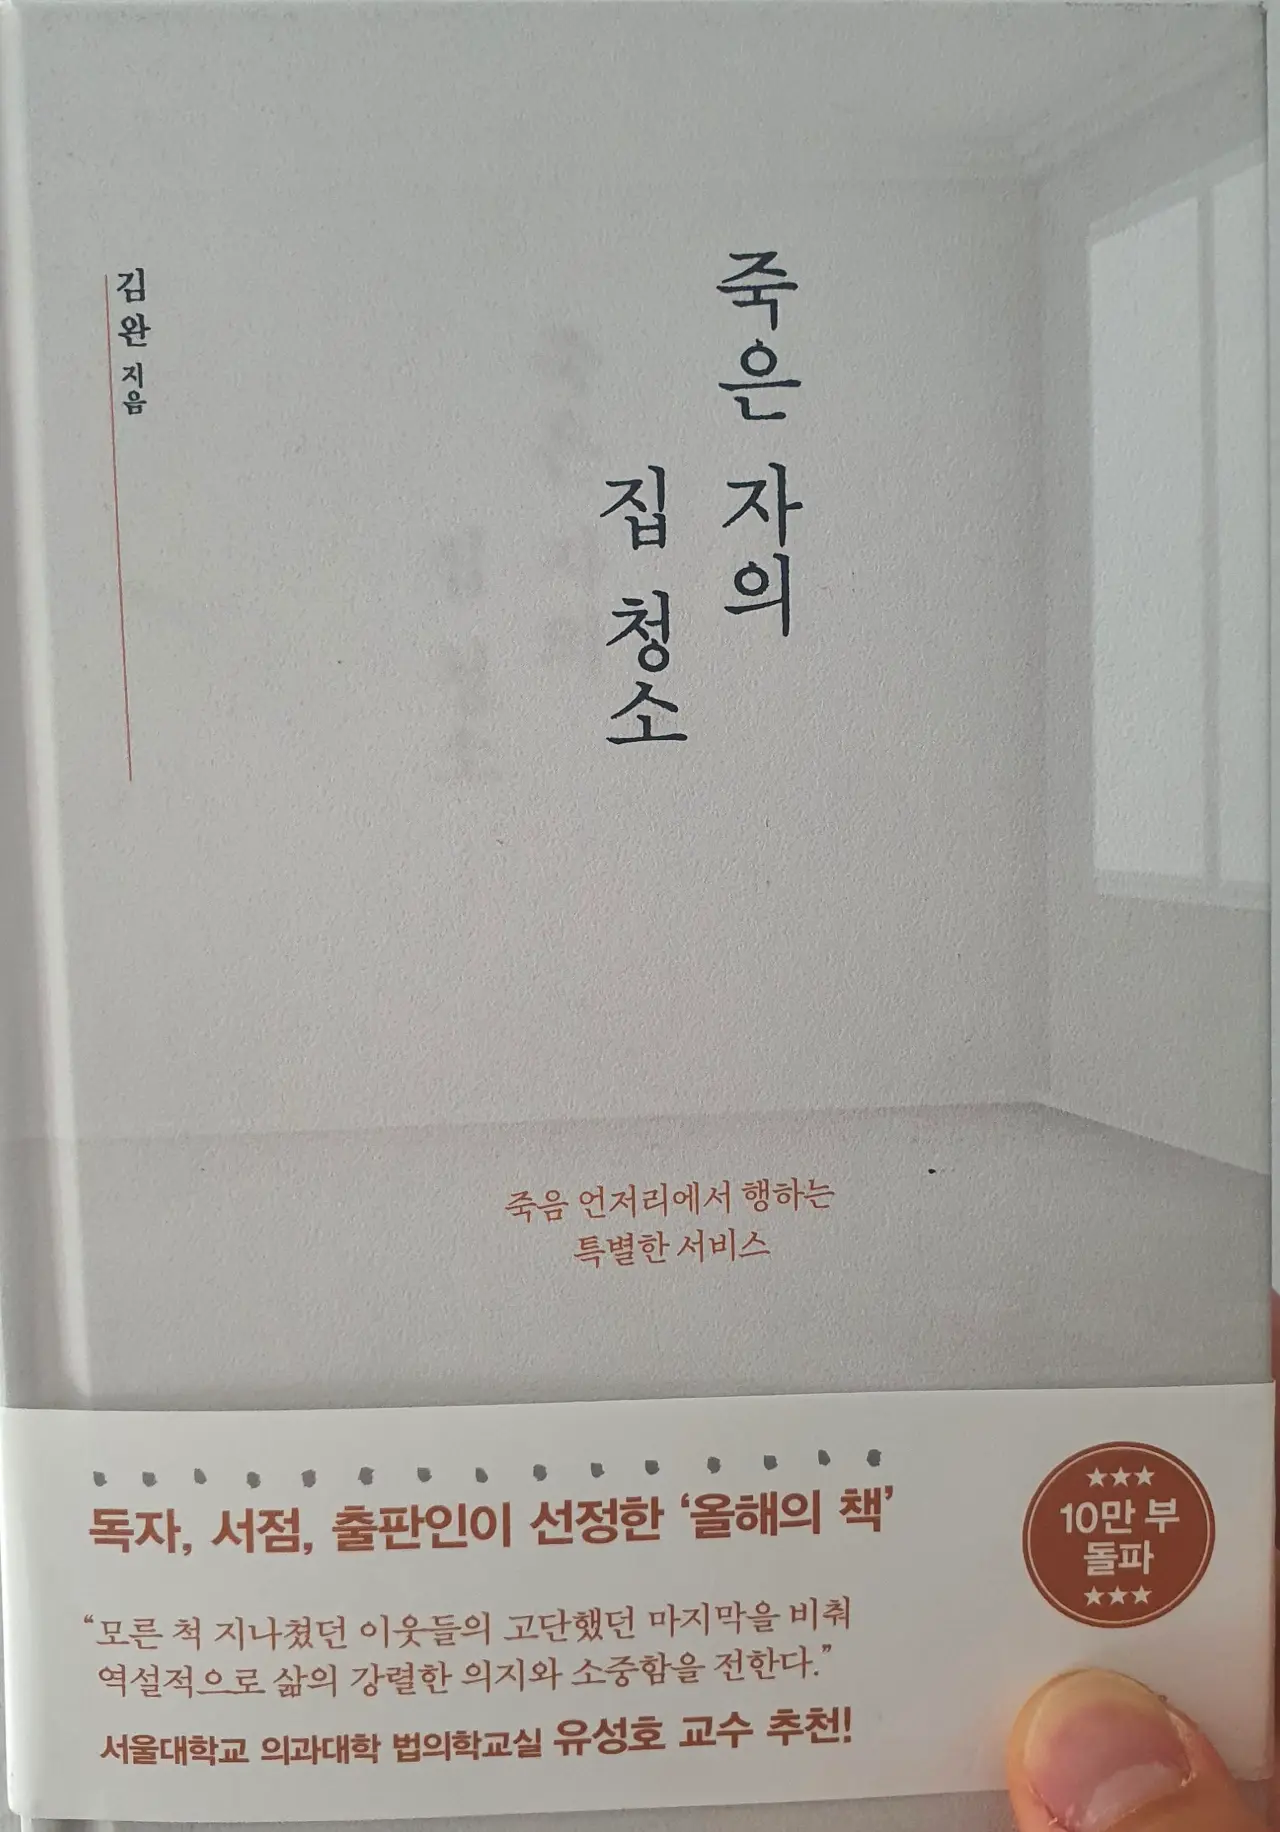 죽은 자의
집 청소
김완 지음
죽음 언저리에서 행하는
특별한 서비스
독자, 서점, 출판인이 선정한 ‘올해의 책’
“모른 척 지나쳤던 이웃들의 고단했던 마지막을 비춰
역설적으로 삶의 강렬한 의지와 소중함을 전한다.”
서울대학교 의과대학 법의학교실 유성호 교수 추천!
★★★
10만 부
돌파
★★★